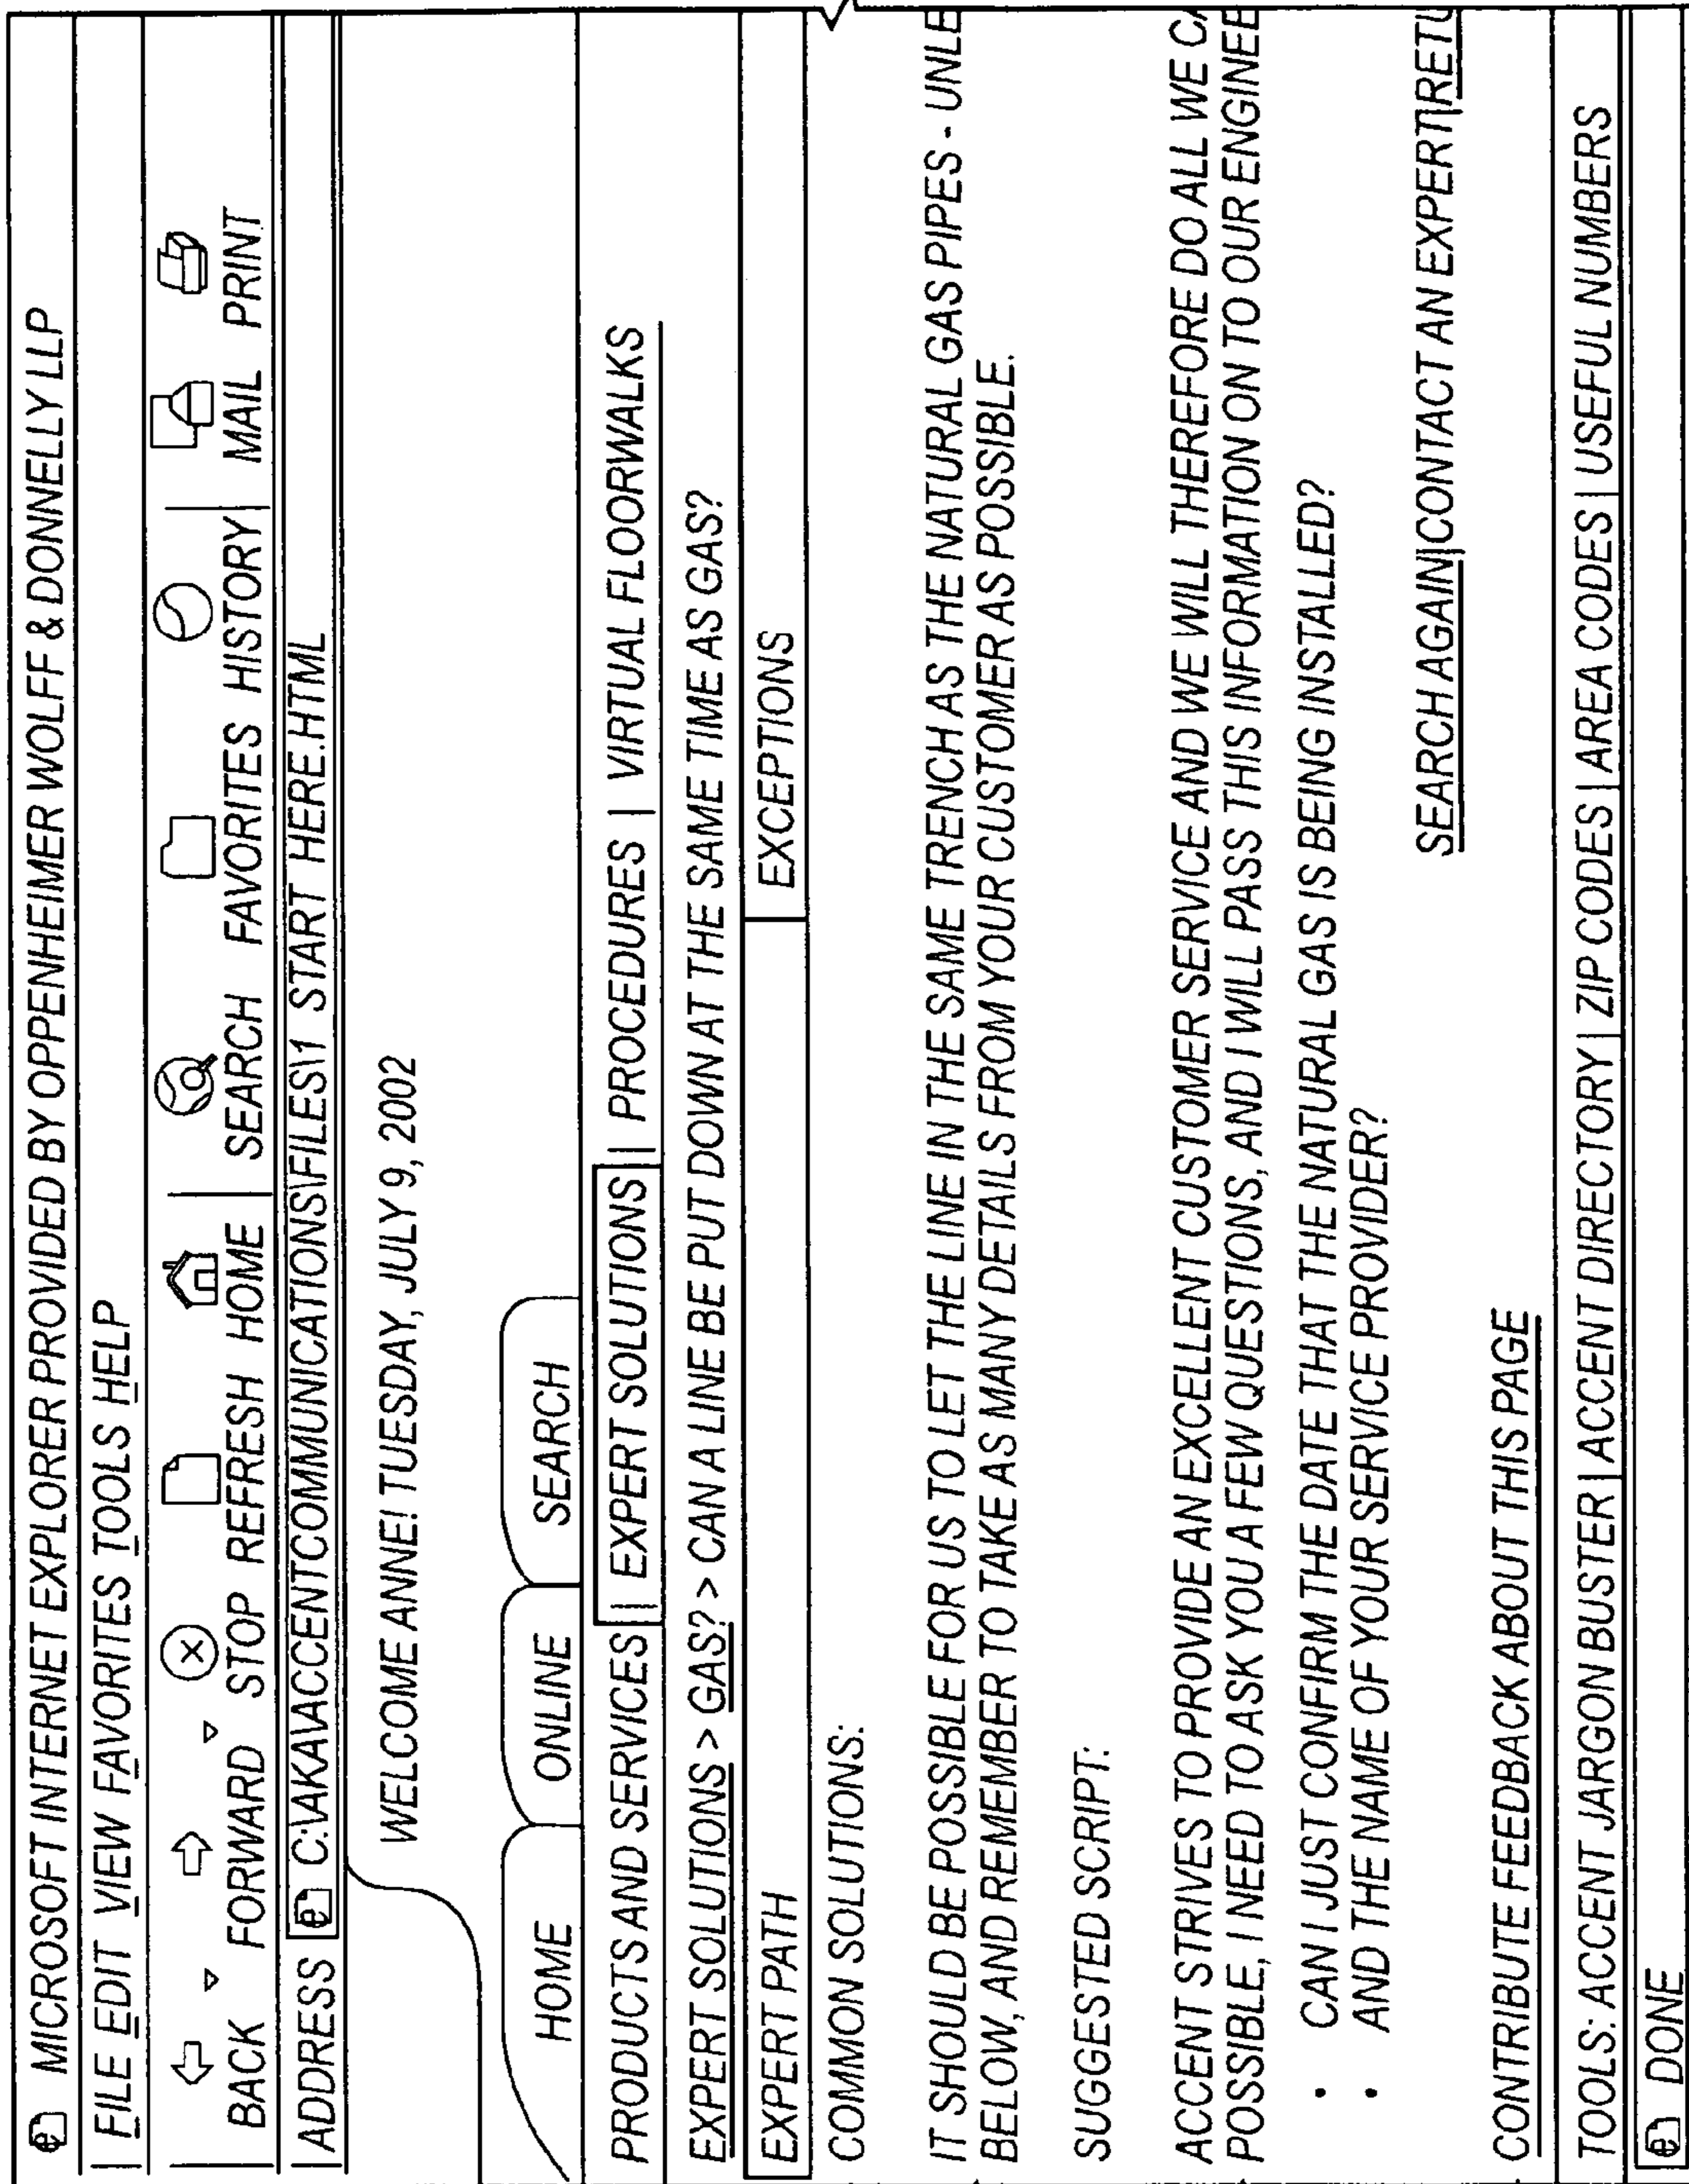 MICROSOFT INTERNET EXPLORER PROVIDED BY OPPENHEIMER WOLFF & DONNELLY LLP
FILE EDIT VIEW FAVORITES TOOLS HELP
BACK FORWARD STOP REFRESH HOME | SEARCH FAVORITES HISTORY | MAIL PRINT
ADDRESS C:\AKA\ACCENTCOMMUNICATIONS\FILES\1 START HERE.HTML
WELCOME ANNE! TUESDAY, JULY 9, 2002
HOME ONLINE SEARCH
PRODUCTS AND SERVICES || EXPERT SOLUTIONS || PROCEDURES | VIRTUAL FLOORWALKS
EXPERT SOLUTIONS > GAS? > CAN A LINE BE PUT DOWN AT THE SAME TIME AS GAS?
EXPERT PATH EXCEPTIONS
COMMON SOLUTIONS:
IT SHOULD BE POSSIBLE FOR US TO LET THE LINE IN THE SAME TRENCH AS THE NATURAL GAS PIPES - UNLE
BELOW, AND REMEMBER TO TAKE AS MANY DETAILS FROM YOUR CUSTOMER AS POSSIBLE.
SUGGESTED SCRIPT:
ACCENT STRIVES TO PROVIDE AN EXCELLENT CUSTOMER SERVICE AND WE WILL THEREFORE DO ALL WE CA
POSSIBLE, I NEED TO ASK YOU A FEW QUESTIONS, AND I WILL PASS THIS INFORMATION ON TO OUR ENGINEE
• CAN I JUST CONFIRM THE DATE THAT THE NATURAL GAS IS BEING INSTALLED?
• AND THE NAME OF YOUR SERVICE PROVIDER?
SEARCH AGAIN|CONTACT AN EXPERT|RETU
CONTRIBUTE FEEDBACK ABOUT THIS PAGE
TOOLS: ACCENT JARGON BUSTER | ACCENT DIRECTORY | ZIP CODES | AREA CODES | USEFUL NUMBERS
DONE